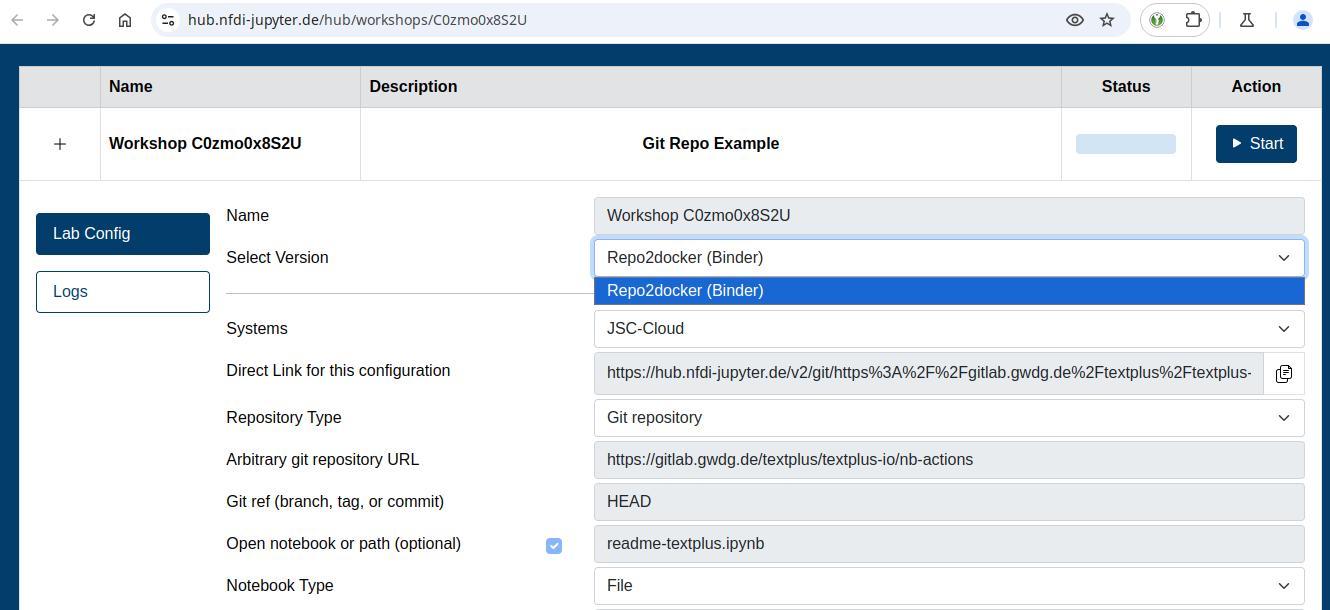 hub.nfdi-jupyter.de/hub/workshops/C0zmo0x8S2U
Name Description Status Action
Workshop C0zmo0x8S2U Git Repo Example Start
Lab Config
Logs
Name Workshop C0zmo0x8S2U
Select Version Repo2docker (Binder)
Repo2docker (Binder)
Systems JSC-Cloud
Direct Link for this configuration https://hub.nfdi-jupyter.de/v2/git/https%3A%2F%2Fgitlab.gwdg.de%2Ftextplus%2Ftextplus-
Repository Type Git repository
Arbitrary git repository URL https://gitlab.gwdg.de/textplus/textplus-io/nb-actions
Git ref (branch, tag, or commit) HEAD
Open notebook or path (optional) readme-textplus.ipynb
Notebook Type File